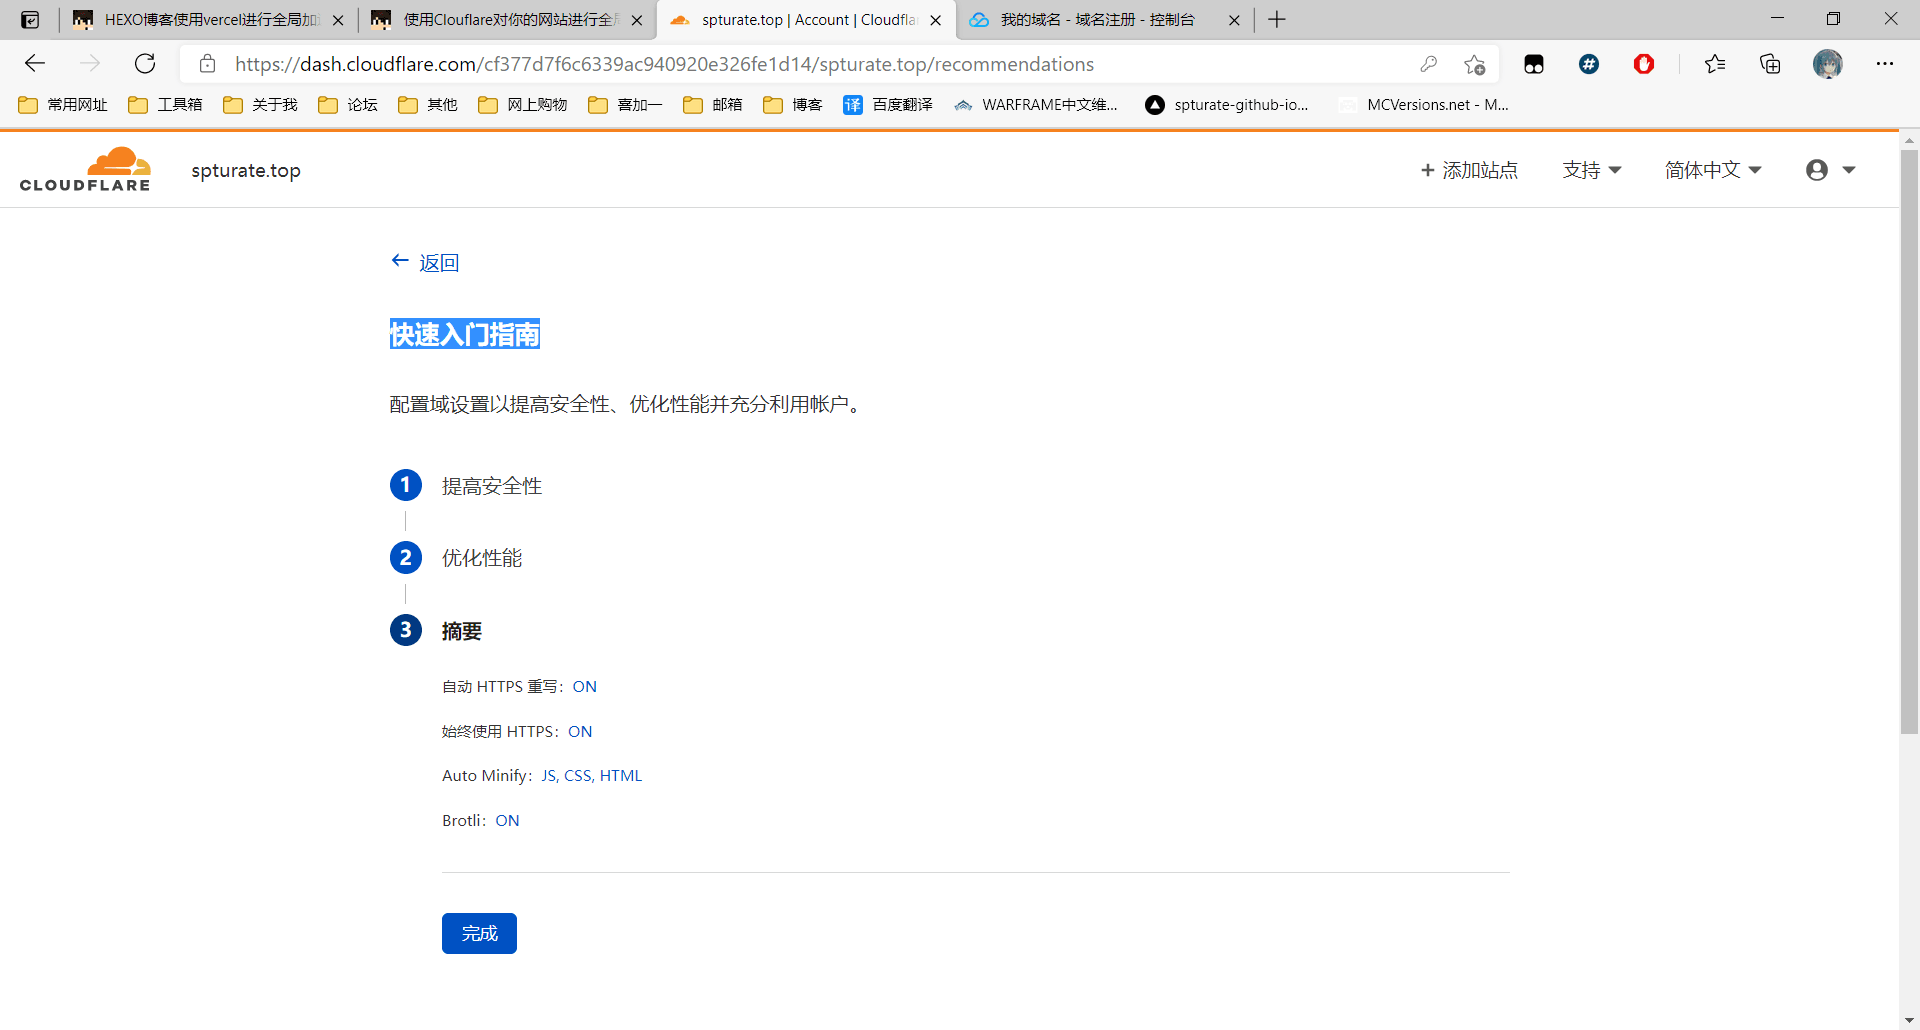 HEXO博客使用vercel进行全局加
使用Clouflare对你的网站进行全
spturate.top | Account | Cloudfla
我的域名 - 域名注册 - 控制台
https://dash.cloudflare.com/cf377d7f6c6339ac940920e326fe1d14/spturate.top/recommendations
常用网址
工具箱
关于我
论坛
其他
网上购物
喜加一
邮箱
博客
译 百度翻译
WARFRAME中文维...
spturate-github-io...
MCVersions.net - M...
CLOUDFLARE
spturate.top
+ 添加站点
支持
简体中文
← 返回
快速入门指南
配置域设置以提高安全性、优化性能并充分利用帐户。
1 提高安全性
2 优化性能
3 摘要
自动 HTTPS 重写：ON
始终使用 HTTPS：ON
Auto Minify：JS, CSS, HTML
Brotli：ON
完成